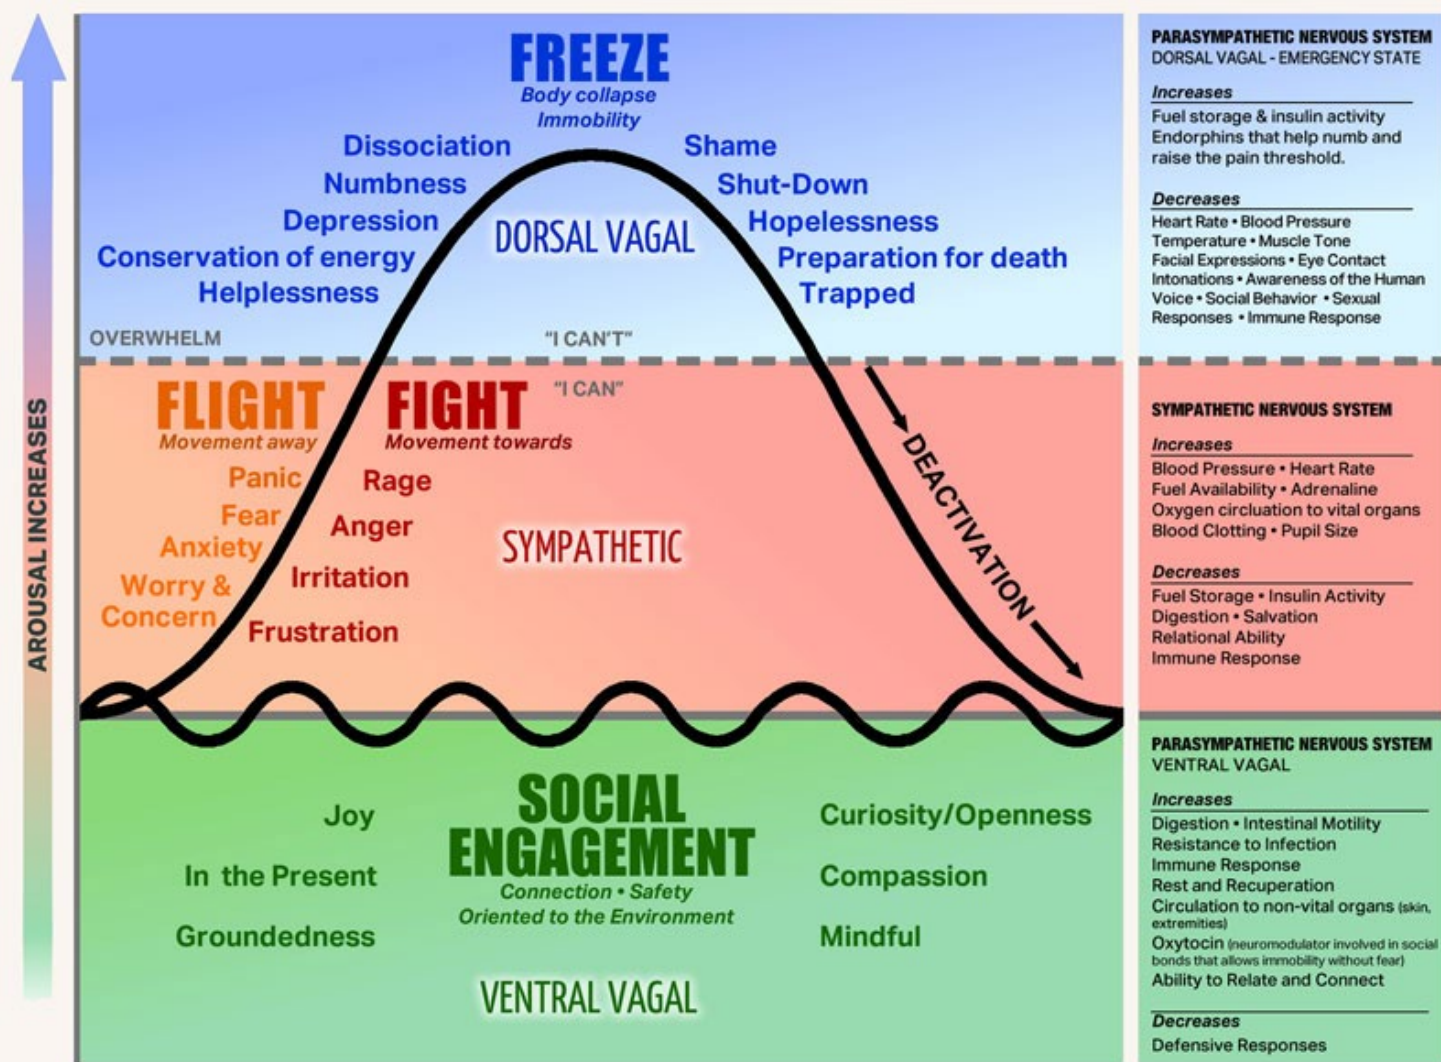 AROUSAL INCREASES
FREEZE
Body collapse
Immobility
Dissociation
Numbness
Depression
Conservation of energy
Helplessness
Shame
Shut-Down
Hopelessness
Preparation for death
Trapped
DORSAL VAGAL
OVERWHELM
"I CAN'T"
"I CAN"
FLIGHT
Movement away
Panic
Fear
Anxiety
Worry &
Concern
FIGHT
Movement towards
Rage
Anger
Irritation
Frustration
SYMPATHETIC
DEACTIVATION
SOCIAL
ENGAGEMENT
Connection • Safety
Oriented to the Environment
Joy
In the Present
Groundedness
Curiosity/Openness
Compassion
Mindful
VENTRAL VAGAL
PARASYMPATHETIC NERVOUS SYSTEM
DORSAL VAGAL - EMERGENCY STATE
Increases
Fuel storage & insulin activity
Endorphins that help numb and
raise the pain threshold.
Decreases
Heart Rate • Blood Pressure
Temperature • Muscle Tone
Facial Expressions • Eye Contact
Intonations • Awareness of the Human
Voice • Social Behavior • Sexual
Responses • Immune Response
SYMPATHETIC NERVOUS SYSTEM
Increases
Blood Pressure • Heart Rate
Fuel Availability • Adrenaline
Oxygen circluation to vital organs
Blood Clotting • Pupil Size
Decreases
Fuel Storage • Insulin Activity
Digestion • Salvation
Relational Ability
Immune Response
PARASYMPATHETIC NERVOUS SYSTEM
VENTRAL VAGAL
Increases
Digestion • Intestinal Motility
Resistance to Infection
Immune Response
Rest and Recuperation
Circulation to non-vital organs (skin,
extremities)
Oxytocin (neuromodulator involved in social
bonds that allows immobility without fear)
Ability to Relate and Connect
Decreases
Defensive Responses